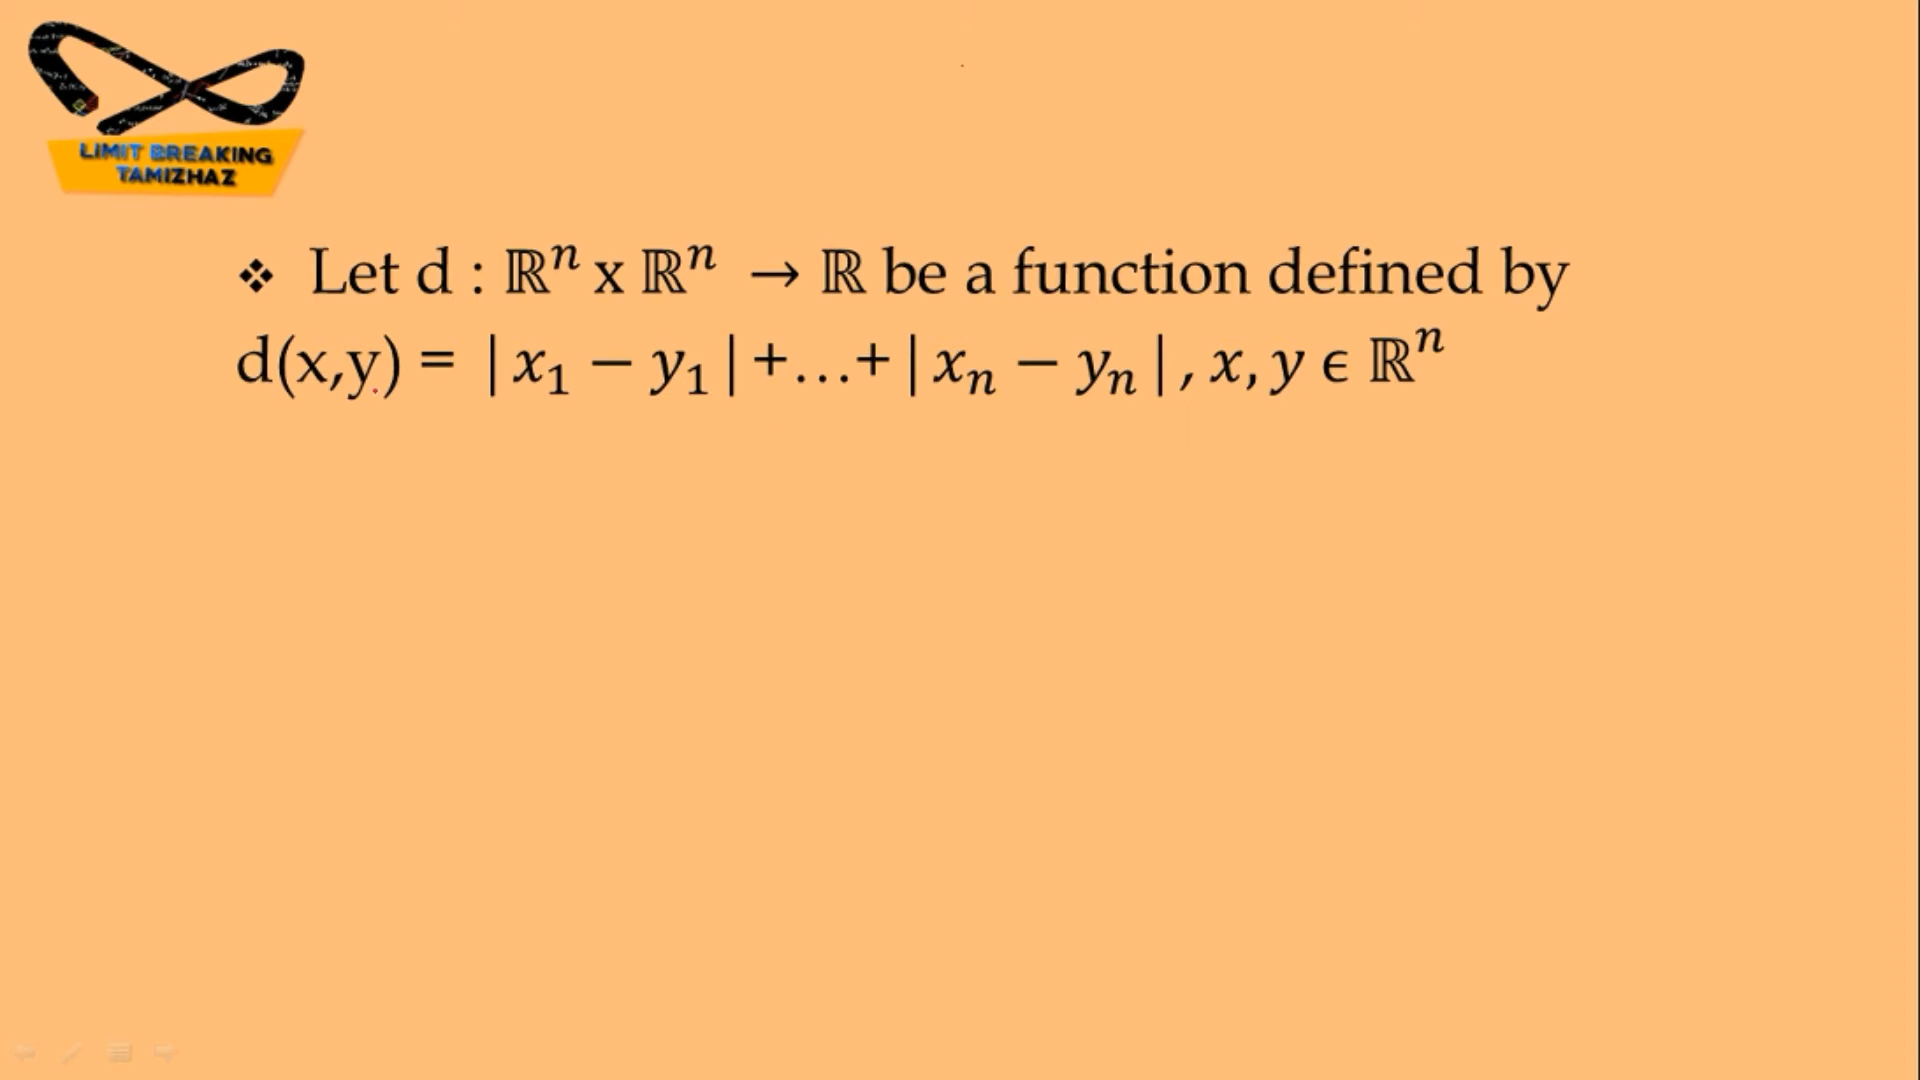 LIMIT BREAKING
TAMIZHAZ
❖ Let d : ℝⁿ x ℝⁿ → ℝ be a function defined by
d(x,y) = |x₁ − y₁|+...+|xₙ − yₙ|, x, y ϵ ℝⁿ